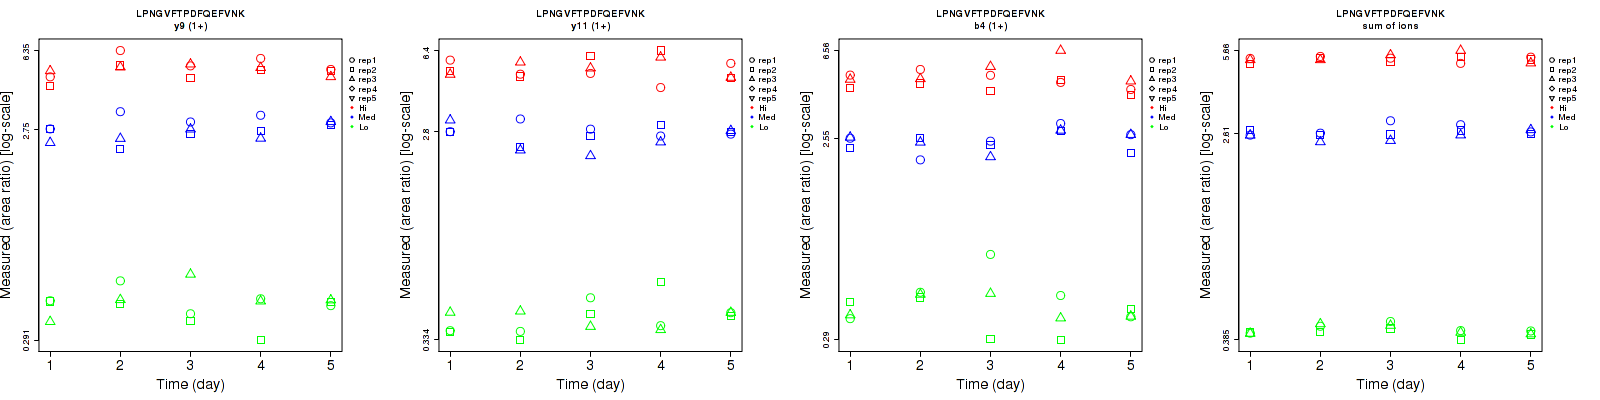 LPNGVFTPDFQEFVNK
y9 (1+)
Measured (area ratio) [log-scale]
6.35
2.75
0.291
1 2 3 4 5
Time (day)
rep1
rep2
rep3
rep4
rep5
Hi
Med
Lo
LPNGVFTPDFQEFVNK
y11 (1+)
Measured (area ratio) [log-scale]
6.4
2.8
0.334
1 2 3 4 5
Time (day)
rep1
rep2
rep3
rep4
rep5
Hi
Med
Lo
LPNGVFTPDFQEFVNK
b4 (1+)
Measured (area ratio) [log-scale]
6.56
2.55
0.29
1 2 3 4 5
Time (day)
rep1
rep2
rep3
rep4
rep5
Hi
Med
Lo
LPNGVFTPDFQEFVNK
sum of ions
Measured (area ratio) [log-scale]
5.66
2.61
0.385
1 2 3 4 5
Time (day)
rep1
rep2
rep3
rep4
rep5
Hi
Med
Lo